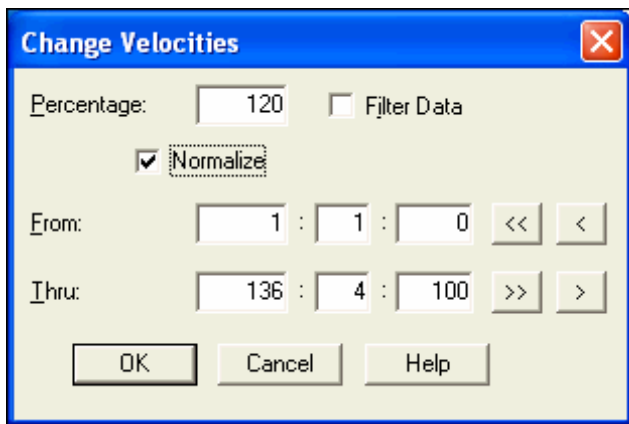 Change Velocities
Percentage: 120 Filter Data
Normalize
From: 1 : 1 : 0 << <
Thru: 136 : 4 : 100 >> >
OK Cancel Help